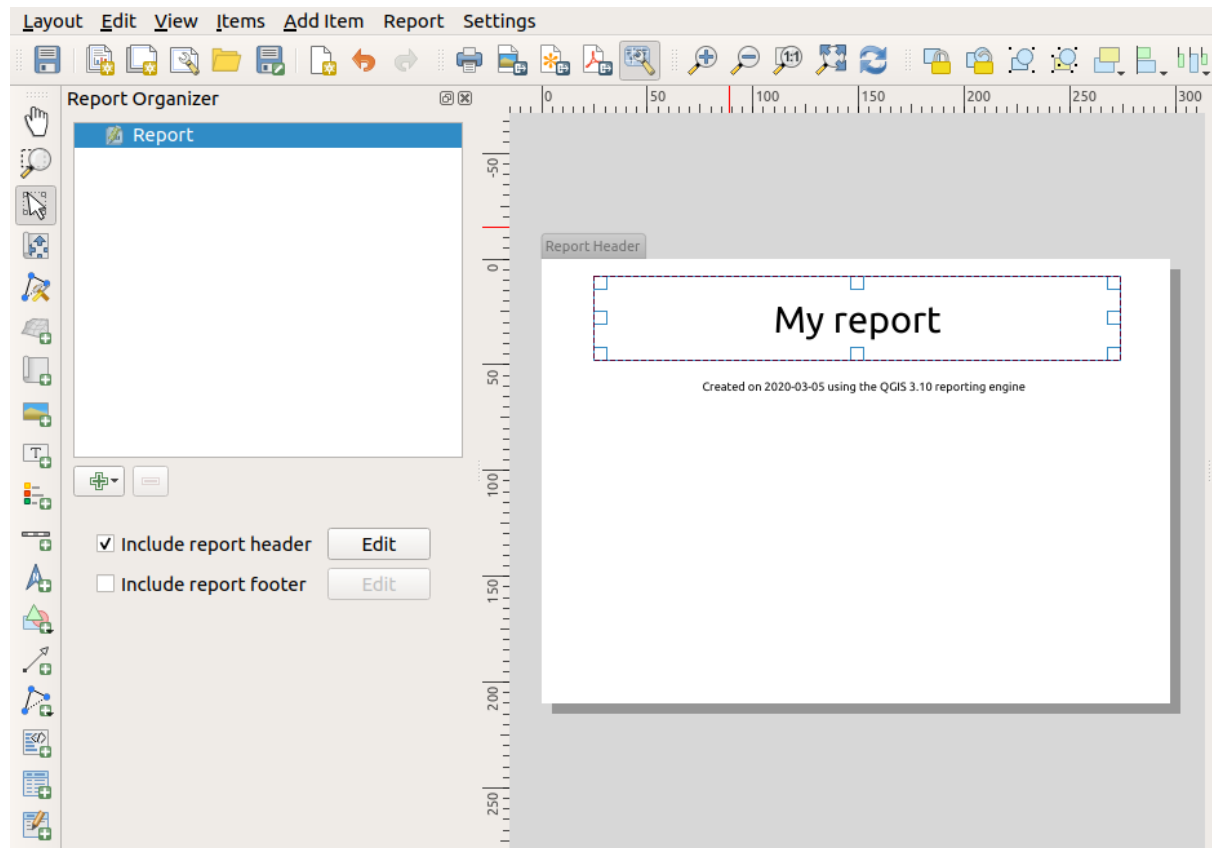 Layout Edit View Items Add Item Report Settings
1:1
Report Organizer
0 50 100 150 200 250 300
Report
-50
Report Header
0
My report
50
Created on 2020-03-05 using the QGIS 3.10 reporting engine
T
100
Include report header Edit
Include report footer Edit
150
200
250